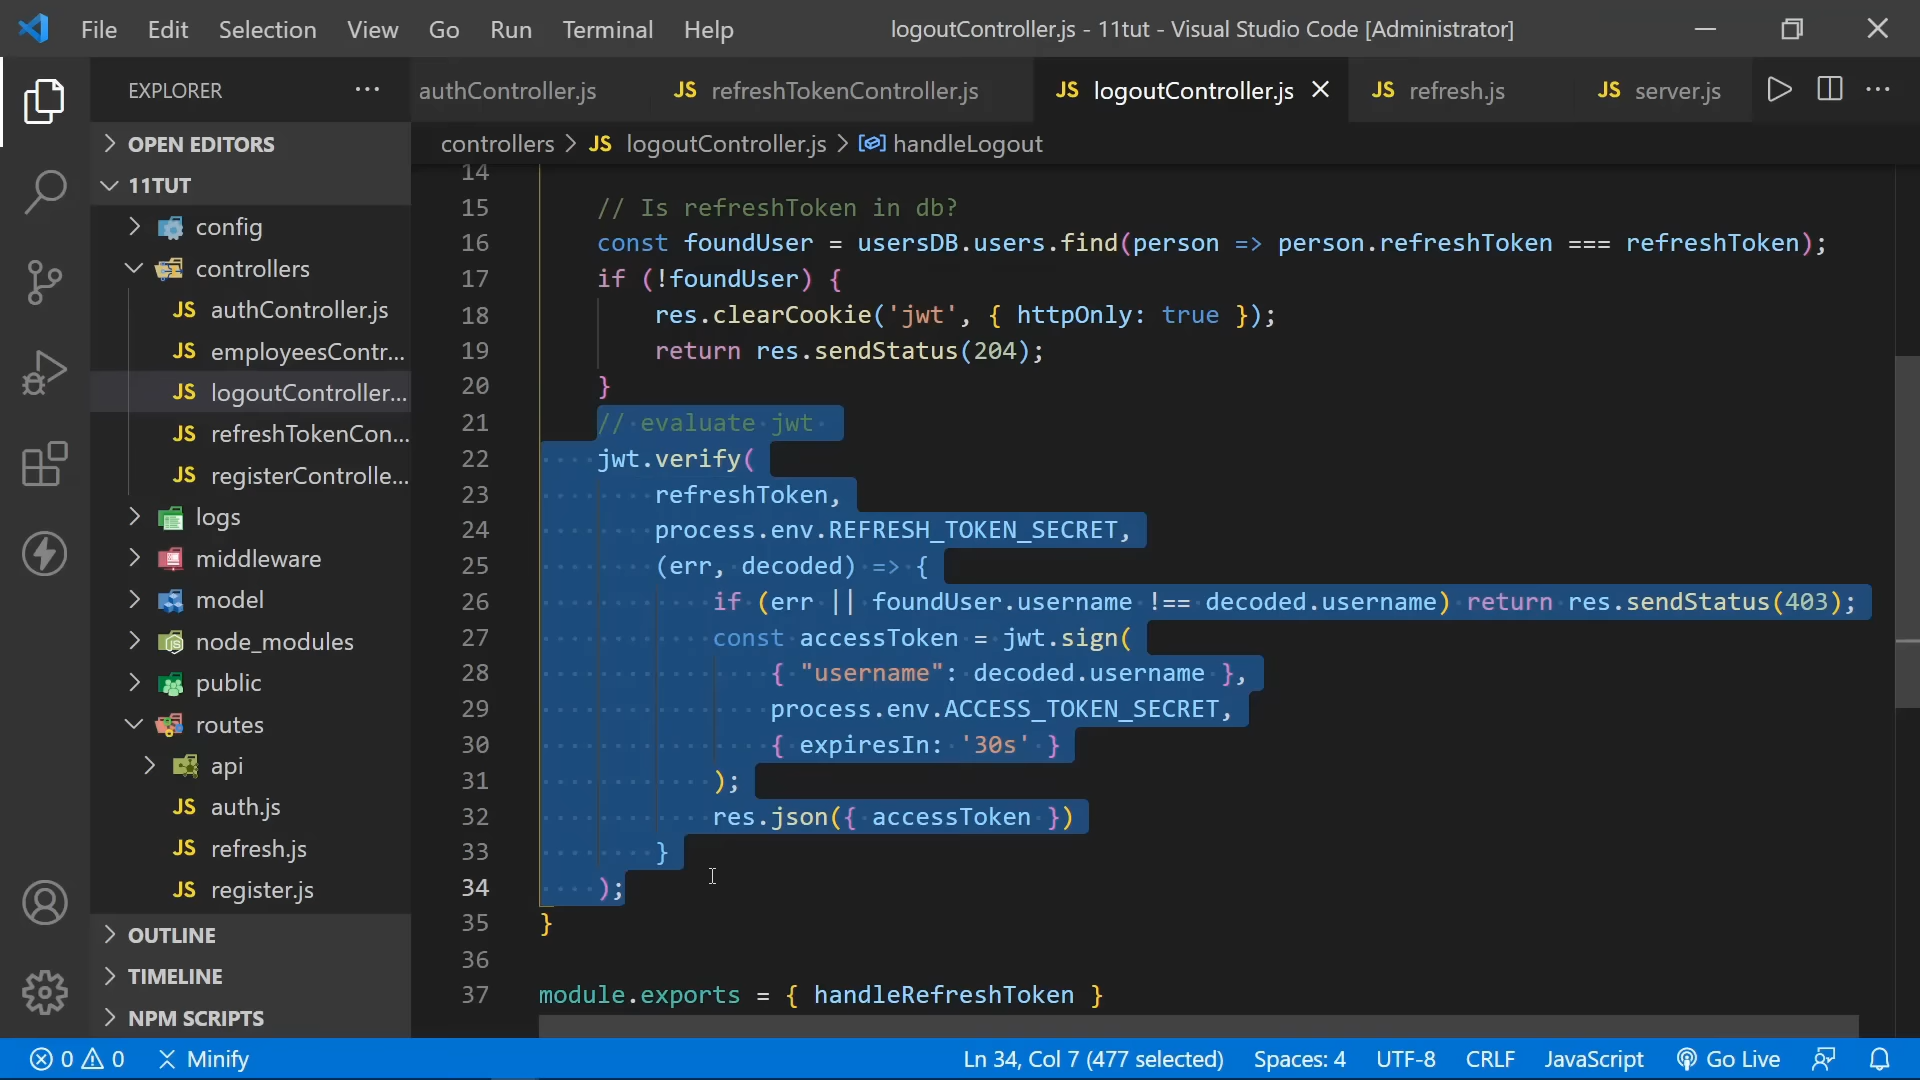 File Edit Selection View Go Run Terminal Help logoutController.js - 11tut - Visual Studio Code [Administrator]
EXPLORER ...
authController.js JS refreshTokenController.js JS logoutController.js JS refresh.js JS server.js ...
controllers > JS logoutController.js > handleLogout
OPEN EDITORS
11TUT
config
controllers
JS authController.js
JS employeesContr...
JS logoutController...
JS refreshTokenCon...
JS registerControlle...
logs
middleware
model
node_modules
public
routes
api
JS auth.js
JS refresh.js
JS register.js
OUTLINE
TIMELINE
NPM SCRIPTS
14
15 // Is refreshToken in db?
16 const foundUser = usersDB.users.find(person => person.refreshToken === refreshToken);
17 if (!foundUser) {
18 res.clearCookie('jwt', { httpOnly: true });
19 return res.sendStatus(204);
20 }
21 // evaluate jwt
22 jwt.verify(
23 refreshToken,
24 process.env.REFRESH_TOKEN_SECRET,
25 (err, decoded) => {
26 if (err || foundUser.username !== decoded.username) return res.sendStatus(403);
27 const accessToken = jwt.sign(
28 { "username": decoded.username },
29 process.env.ACCESS_TOKEN_SECRET,
30 { expiresIn: '30s' }
31 );
32 res.json({ accessToken })
33 }
34 );
35 }
36
37 module.exports = { handleRefreshToken }
0 0 Minify Ln 34, Col 7 (477 selected) Spaces: 4 UTF-8 CRLF JavaScript Go Live